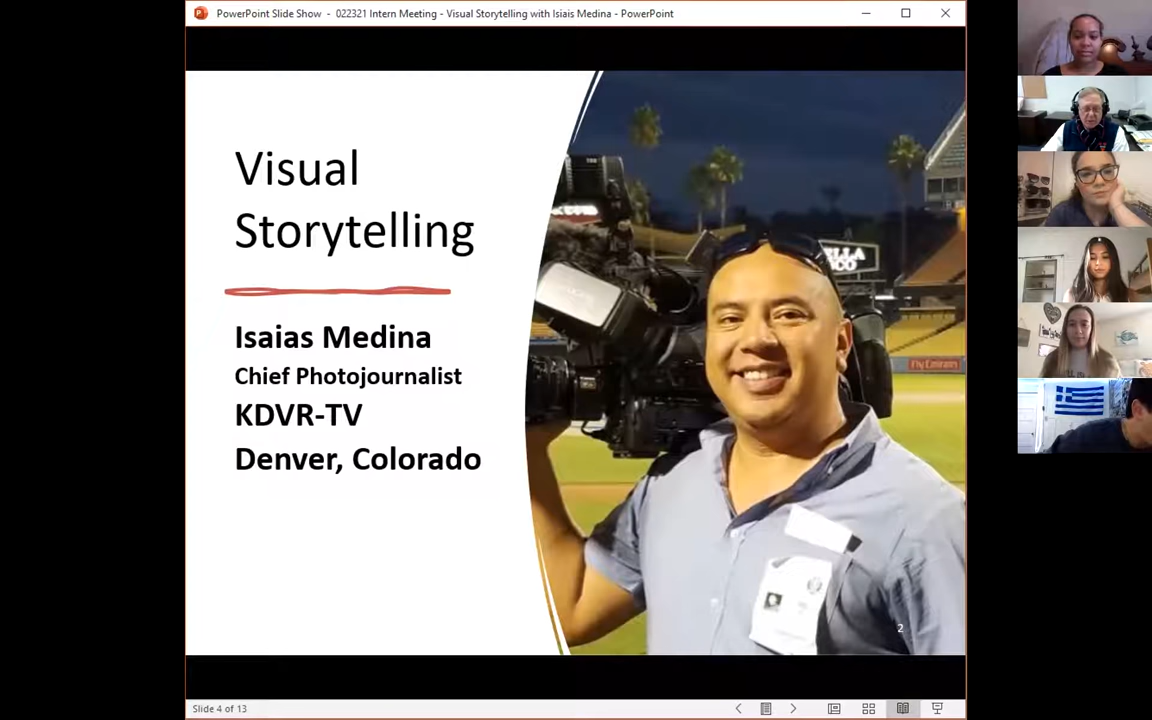 PowerPoint Slide Show - 022321 Intern Meeting - Visual Storytelling with Isiais Medina - PowerPoint
Visual
Storytelling
Isaias Medina
Chief Photojournalist
KDVR-TV
Denver, Colorado
Fly Emirates
2
Slide 4 of 13